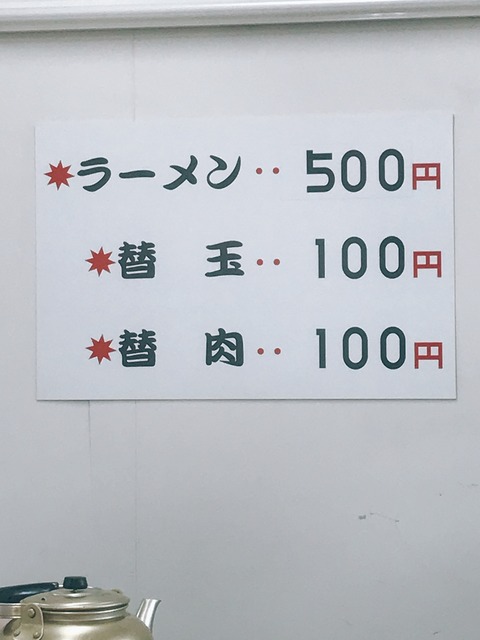 ラーメン‥ 500円
替 玉‥ 100円
替 肉‥ 100円